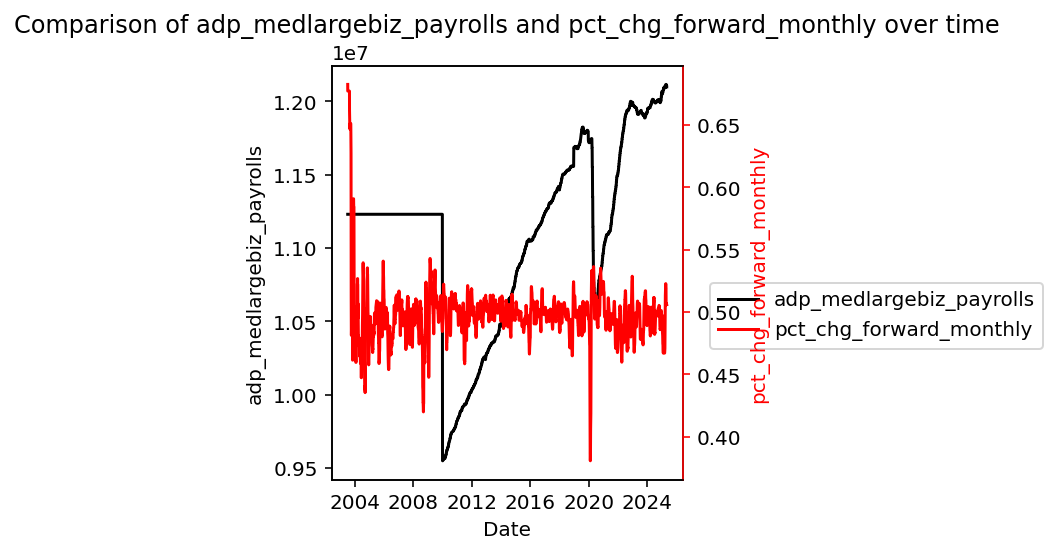 Comparison of adp_medlargebiz_payrolls and pct_chg_forward_monthly over time
1e7
1.20
1.15
1.10
1.05
1.00
0.95
adp_medlargebiz_payrolls
0.65
0.60
0.55
0.50
0.45
0.40
pct_chg_forward_monthly
adp_medlargebiz_payrolls
pct_chg_forward_monthly
2004 2008 2012 2016 2020 2024
Date